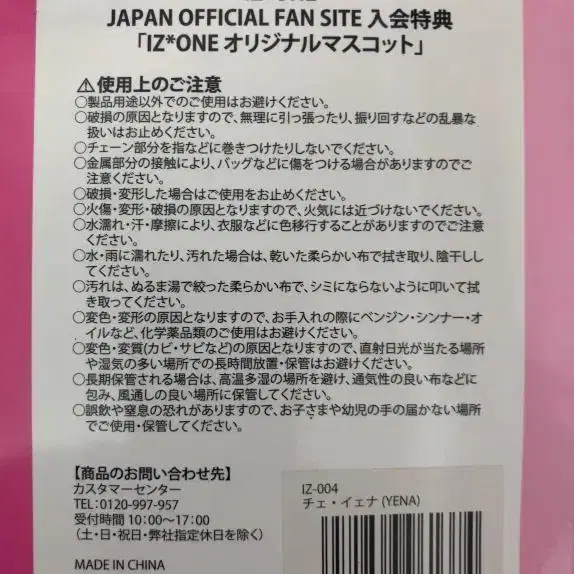 JAPAN OFFICIAL FAN SITE 入会特典
「IZ*ONE オリジナルマスコット」
⚠使用上のご注意
○製品用途以外でのご使用はお避けください。
○破損の原因となりますので、無理に引っ張ったり、振り回すなどの乱暴な
扱いはお止めください。
○チェーン部分を指などに巻きつけたりしないでください。
○金属部分の接触により、バッグなどに傷をつける場合がありますのでご
注意ください。
○破損・変形した場合はご使用をお止めください。
○火傷・変形・破損の原因となりますので、火気には近づけないでください。
○水濡れ・汗・摩擦により、衣服などに色移行することがありますのでご注意
ください。
○水・雨に濡れたり、汚れた場合は、乾いた柔らかい布で拭き取り、陰干しし
てください。
○汚れは、ぬるま湯で絞った柔らかい布で、シミにならないように叩いて拭
き取ってください。
○変色・変形の原因となりますので、お手入れの際にベンジン・シンナー・オ
イルなど、化学薬品類のご使用はお避けください。
○変色・変質(カビ・サビなど)の原因となりますので、直射日光が当たる場所
や湿気の多い場所での長時間放置・保管はお避けください。
○長期保管される場合は、高温多湿の場所を避け、通気性の良い布などに
包み、風通しの良い場所に保管してください。
○誤飲や窒息の恐れがありますので、お子さまや幼児の手の届かない場所
でご使用・保管してください。
【商品のお問い合わせ先】
カスタマーセンター
TEL:0120-997-957
受付時間 10:00〜17:00
(土・日・祝日・弊社指定休日を除く)
MADE IN CHINA
IZ-004
チェ・イェナ(YENA)